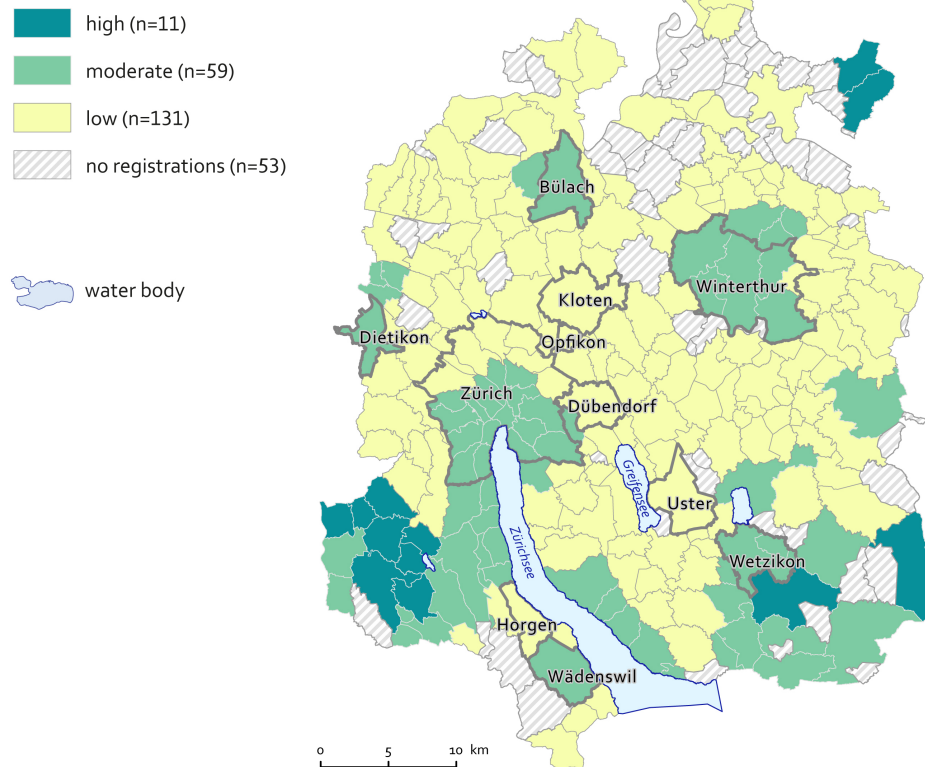 high (n=11)
moderate (n=59)
low (n=131)
no registrations (n=53)
water body
Bülach
Winterthur
Kloten
Dietikon
Opfikon
Zürich
Dübendorf
Greifensee
Uster
Zürichsee
Wetzikon
Horgen
Wädenswil
0 5 10 km